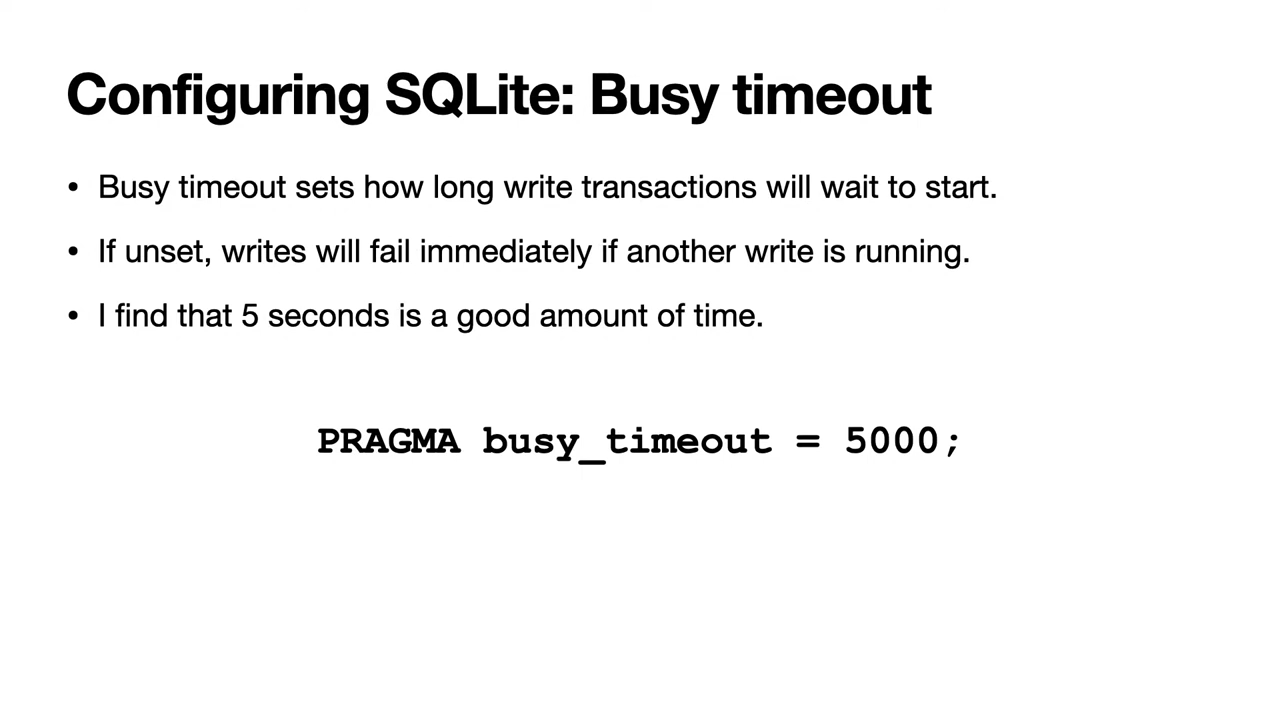 Configuring SQLite: Busy timeout
• Busy timeout sets how long write transactions will wait to start.
• If unset, writes will fail immediately if another write is running.
• I find that 5 seconds is a good amount of time.
PRAGMA busy_timeout = 5000;